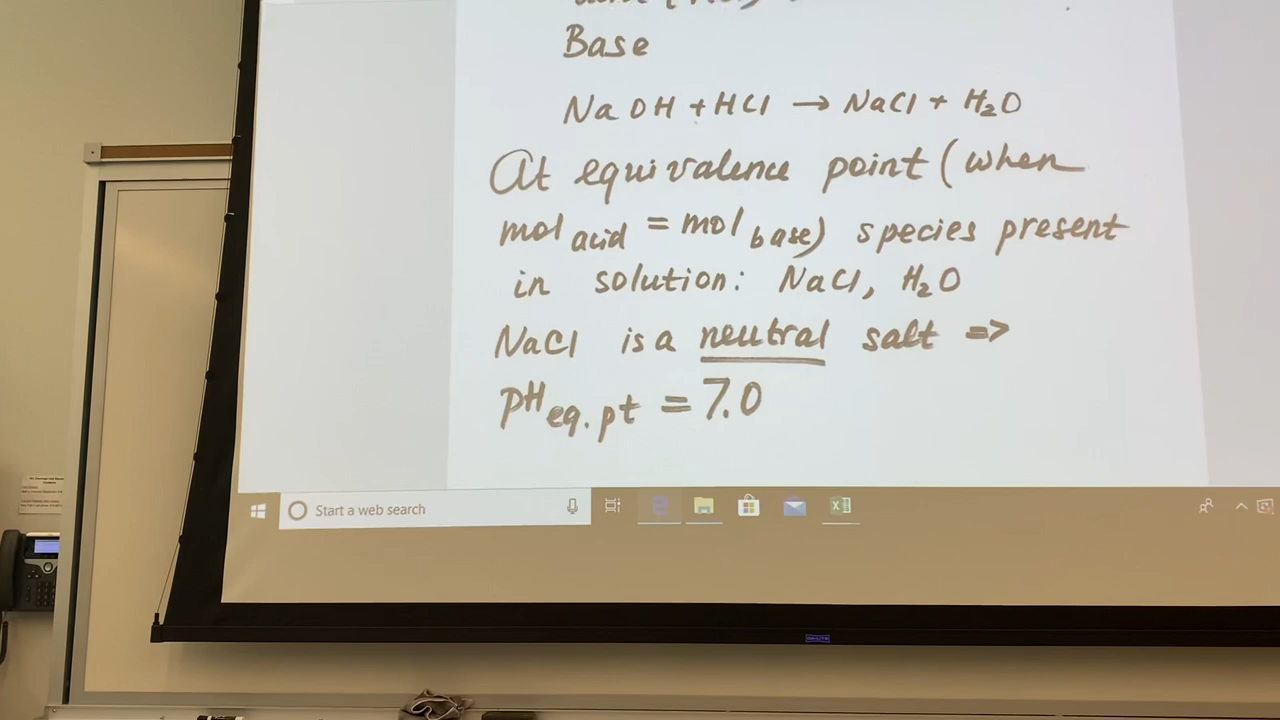 Base
NaOH + HCl → NaCl + H₂O
At equivalence point (when
mol acid = mol base) species present
in solution: NaCl, H₂O
NaCl is a neutral salt =>
pH eq. pt = 7.0
Start a web search